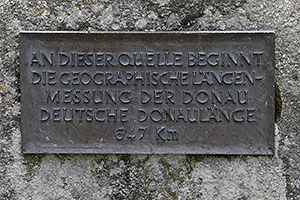 AN DIESER QUELLE BEGINNT
DIE GEOGRAPHISCHE LÄNGEN-
MESSUNG DER DONAU
DEUTSCHE DONAULÄNGE
647 Km